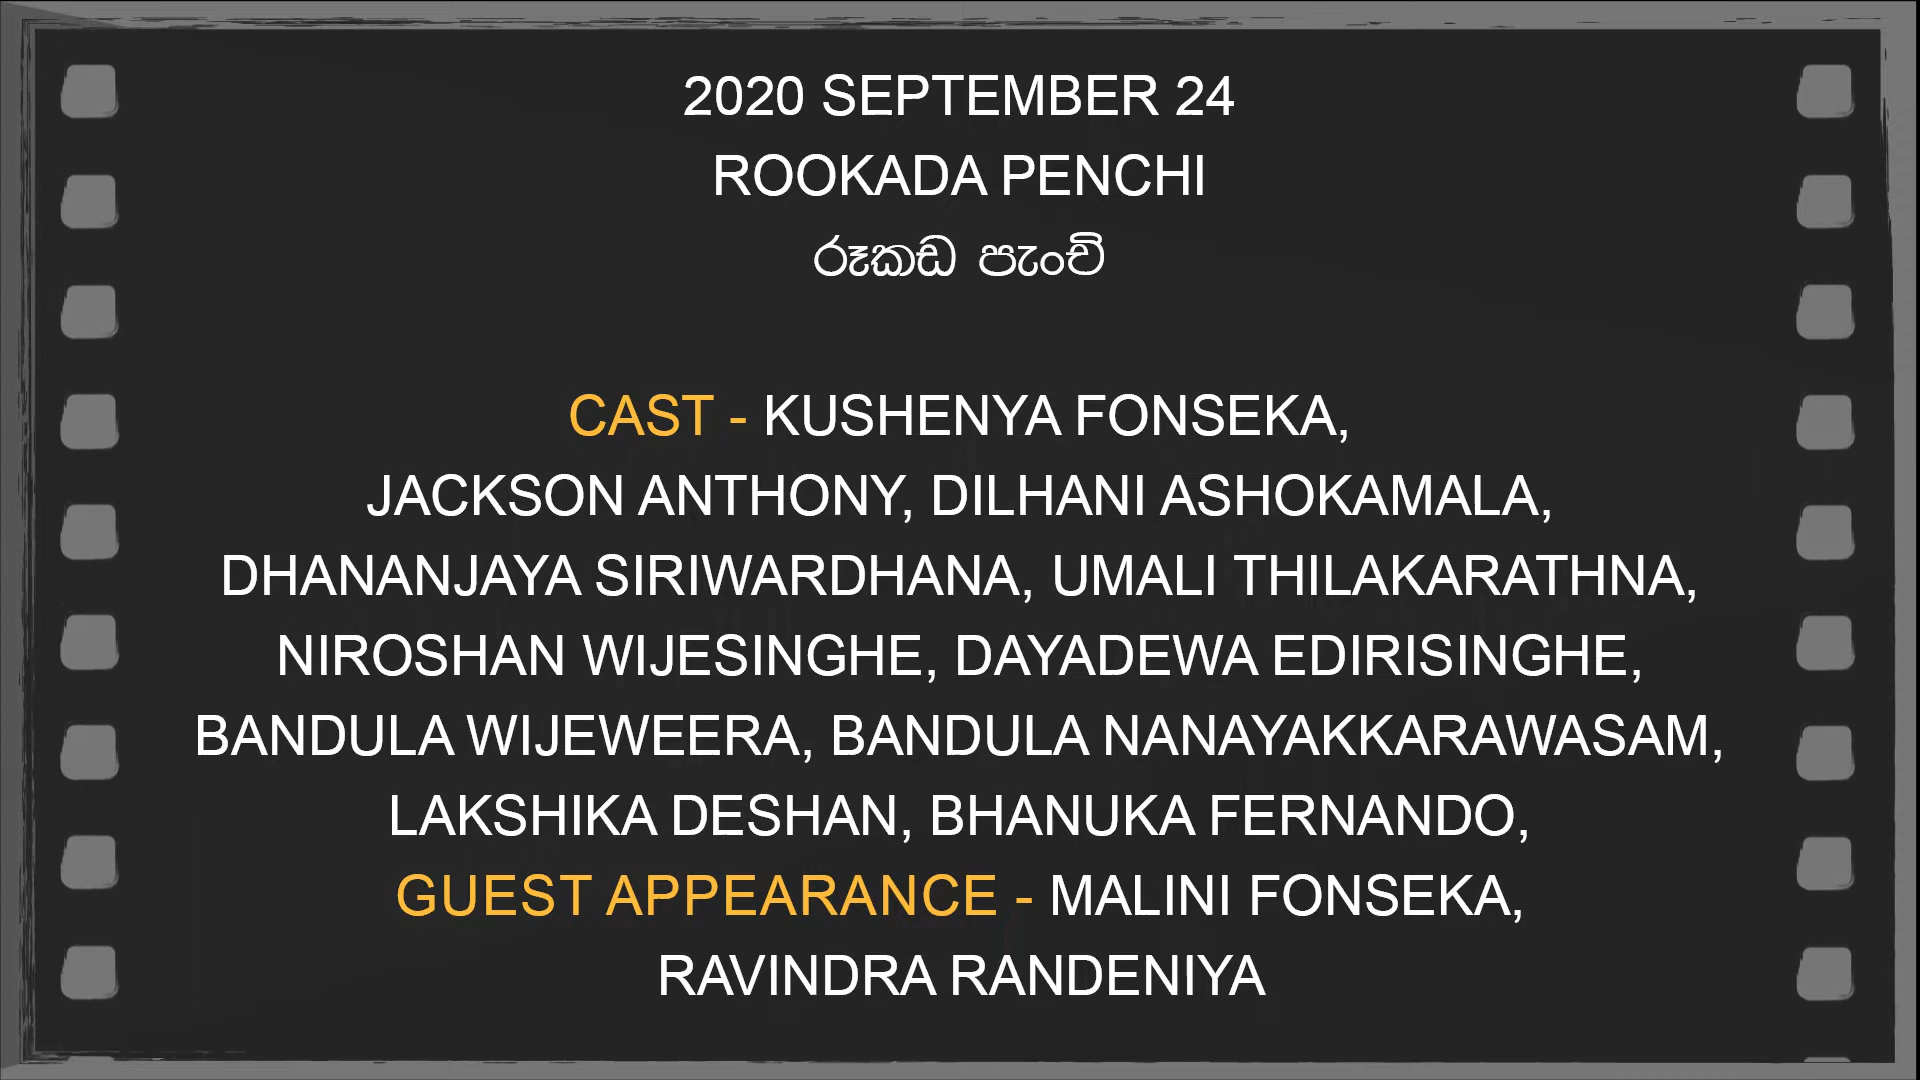 2020 SEPTEMBER 24
ROOKADA PENCHI
රූකඩ පැංචි
CAST - KUSHENYA FONSEKA,
JACKSON ANTHONY, DILHANI ASHOKAMALA,
DHANANJAYA SIRIWARDHANA, UMALI THILAKARATHNA,
NIROSHAN WIJESINGHE, DAYADEWA EDIRISINGHE,
BANDULA WIJEWEERA, BANDULA NANAYAKKARAWASAM,
LAKSHIKA DESHAN, BHANUKA FERNANDO,
GUEST APPEARANCE - MALINI FONSEKA,
RAVINDRA RANDENIYA